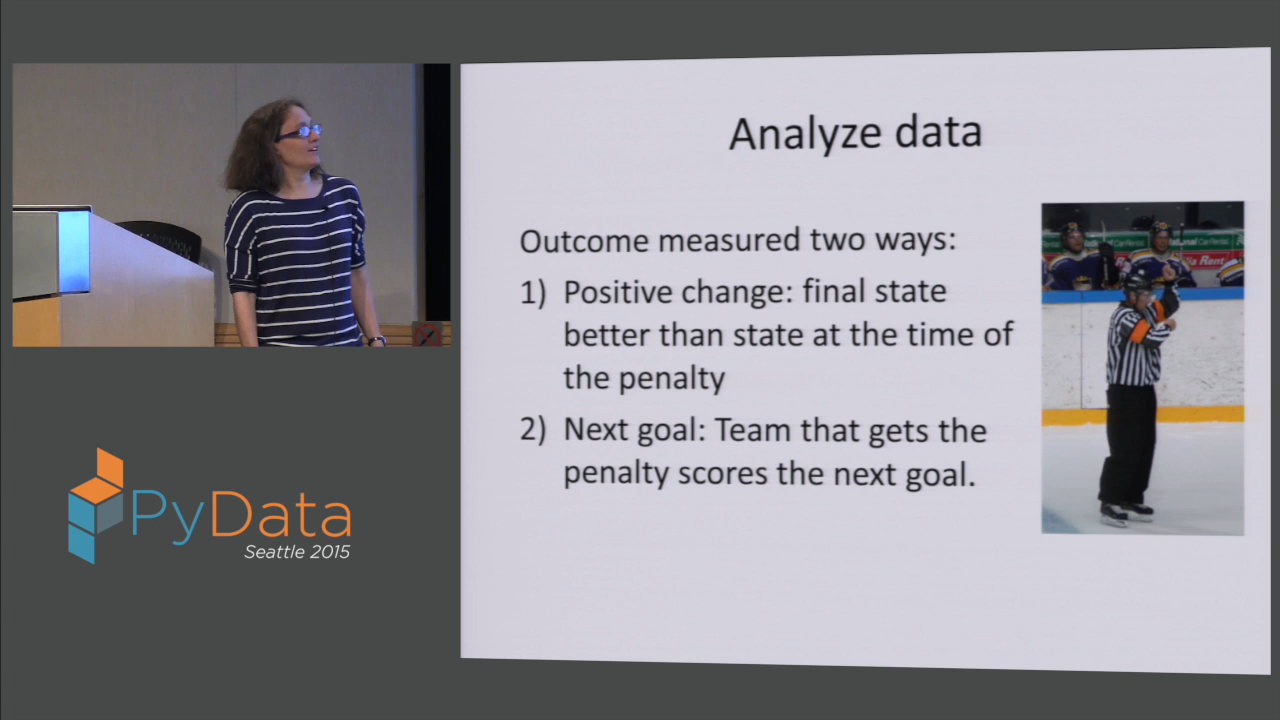 Analyze data
Outcome measured two ways:
1) Positive change: final state
better than state at the time of
the penalty
2) Next goal: Team that gets the
penalty scores the next goal.
PyData
Seattle 2015